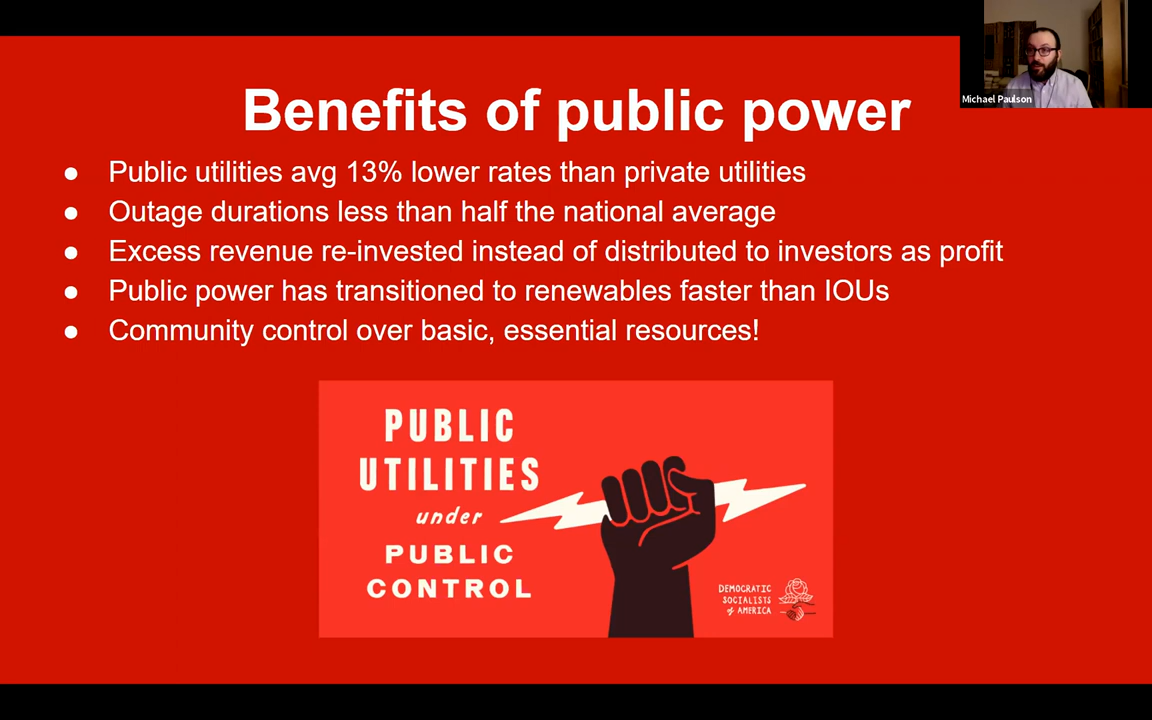 Benefits of public power
Michael Paulson
● Public utilities avg 13% lower rates than private utilities
● Outage durations less than half the national average
● Excess revenue re-invested instead of distributed to investors as profit
● Public power has transitioned to renewables faster than IOUs
● Community control over basic, essential resources!
PUBLIC
UTILITIES
under
PUBLIC
CONTROL
DEMOCRATIC
SOCIALISTS
of AMERICA